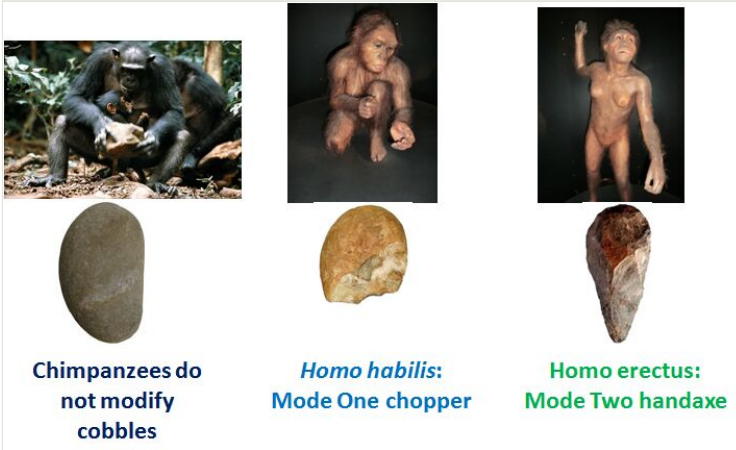 Chimpanzees do
not modify
cobbles
Homo habilis:
Mode One chopper
Homo erectus:
Mode Two handaxe